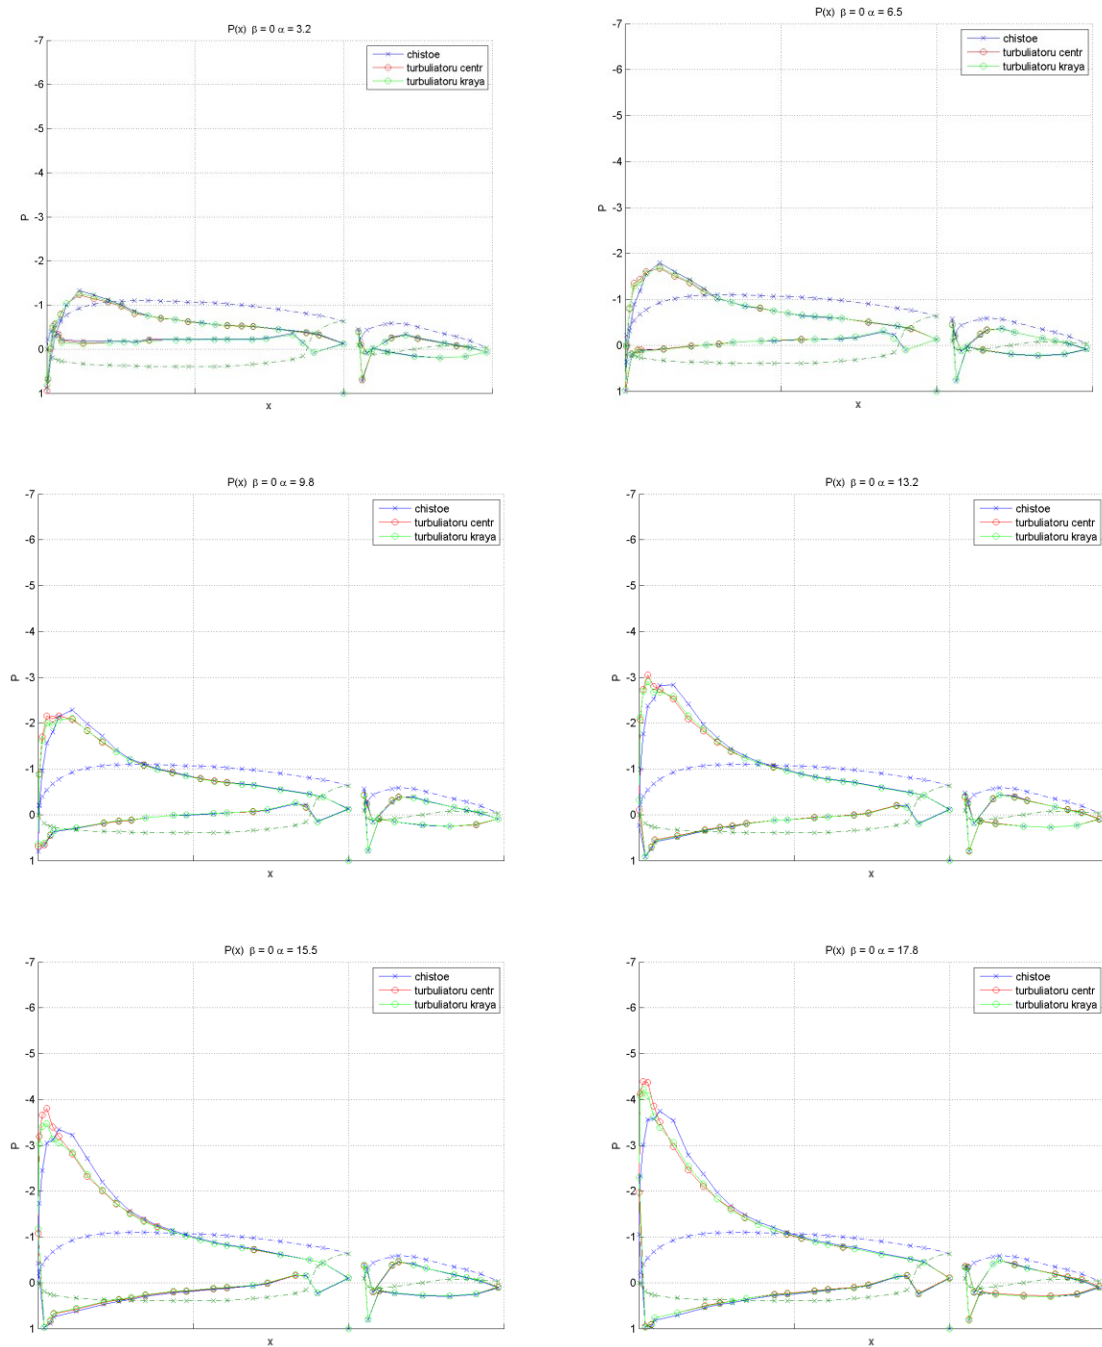 P(x) β = 0 α = 3.2
-7
-6
-5
-4
-3
-2
-1
0
1
P
x
chistoe
turbuliatoru centr
turbuliatoru kraya
P(x) β = 0 α = 6.5
-7
-6
-5
-4
-3
-2
-1
0
1
P
x
chistoe
turbuliatoru centr
turbuliatoru kraya
P(x) β = 0 α = 9.8
-7
-6
-5
-4
-3
-2
-1
0
1
P
x
chistoe
turbuliatoru centr
turbuliatoru kraya
P(x) β = 0 α = 13.2
-7
-6
-5
-4
-3
-2
-1
0
1
P
x
chistoe
turbuliatoru centr
turbuliatoru kraya
P(x) β = 0 α = 15.5
-7
-6
-5
-4
-3
-2
-1
0
1
P
x
chistoe
turbuliatoru centr
turbuliatoru kraya
P(x) β = 0 α = 17.8
-7
-6
-5
-4
-3
-2
-1
0
1
P
x
chistoe
turbuliatoru centr
turbuliatoru kraya